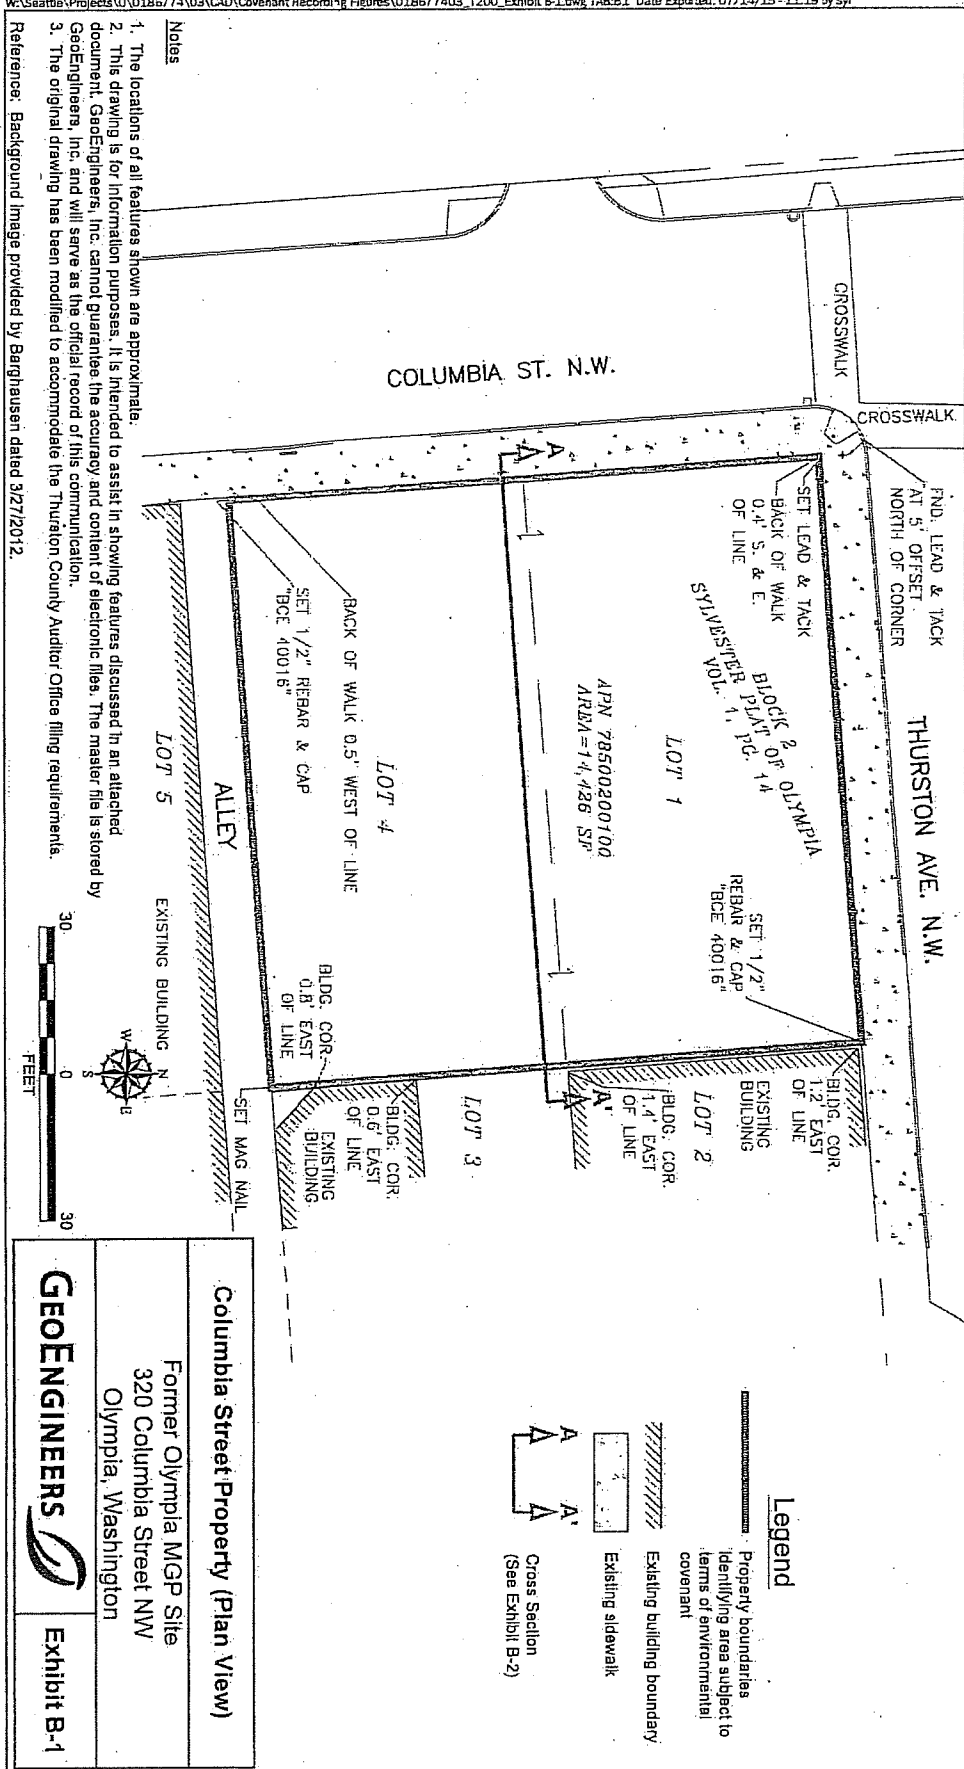 THURSTON AVE. N.W.
COLUMBIA ST. N.W.
CROSSWALK
CROSSWALK
FND. LEAD & TACK
AT 5' OFFSET
NORTH OF CORNER
SET LEAD & TACK
BACK OF WALK
0.4' S. & E.
OF LINE
BLOCK 2
SYLVESTER PLAT OF OLYMPIA
VOL. 1, PG. 14
LOT 1
APN 78500200100
AREA=14,426 SF
SET 1/2"
REBAR & CAP
"BCE 40016"
BLDG. COR.
1.2' EAST
OF LINE
EXISTING
BUILDING
LOT 2
BLDG. COR.
1.4' EAST
OF LINE
A
A'
LOT 3
LOT 4
BACK OF WALK 0.5' WEST OF LINE
SET 1/2" REBAR & CAP
"BCE 40016"
BLDG. COR.
0.8' EAST
OF LINE
BLDG. COR.
0.6' EAST
OF LINE
EXISTING
BUILDING
ALLEY
SET MAG NAIL
LOT 5
EXISTING BUILDING
N
W
E
S
30
0
30
FEET
Legend
Property boundaries
identifying area subject to
terms of environmental
covenant
Existing building boundary
Existing sidewalk
A
A'
Cross Section
(See Exhibit B-2)
Notes
1. The locations of all features shown are approximate.
2. This drawing is for information purposes. It is intended to assist in showing features discussed in an attached
document. GeoEngineers, Inc. cannot guarantee the accuracy and content of electronic files. The master file is stored by
GeoEngineers, Inc. and will serve as the official record of this communication.
3. The original drawing has been modified to accommodate the Thurston County Auditor Office filing requirements.
Reference: Background image provided by Barghausen dated 3/27/2012.
Columbia Street Property (Plan View)
Former Olympia MGP Site
320 Columbia Street NW
Olympia, Washington
GEOENGINEERS
Exhibit B-1